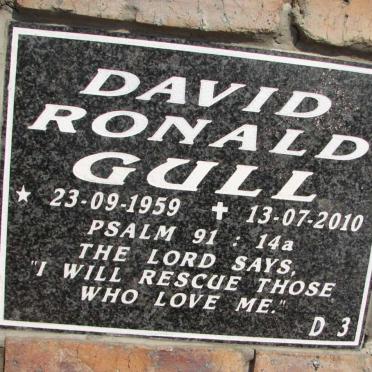 DAVID
RONALD
GULL
★ 23-09-1959 ✝ 13-07-2010
PSALM 91 : 14a
THE LORD SAYS,
"I WILL RESCUE THOSE
WHO LOVE ME."
D 3